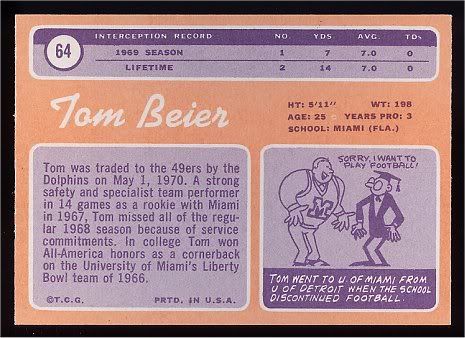 64
INTERCEPTION RECORD NO. YDS. AVG. TDs
1969 SEASON 1 7 7.0 0
LIFETIME 2 14 7.0 0
Tom Beier
HT: 5'11" WT: 198
AGE: 25 YEARS PRO: 3
SCHOOL: MIAMI (FLA.)
Tom was traded to the 49ers by the
Dolphins on May 1, 1970. A strong
safety and specialist team performer
in 14 games as a rookie with Miami
in 1967, Tom missed all of the regu-
lar 1968 season because of service
commitments. In college Tom won
All-America honors as a cornerback
on the University of Miami's Liberty
Bowl team of 1966.
©T.C.G. PRTD. IN U.S.A.
SORRY, I WANT TO
PLAY FOOTBALL!
M
TOM WENT TO U. OF MIAMI FROM
U. OF DETROIT WHEN THE SCHOOL
DISCONTINUED FOOTBALL.